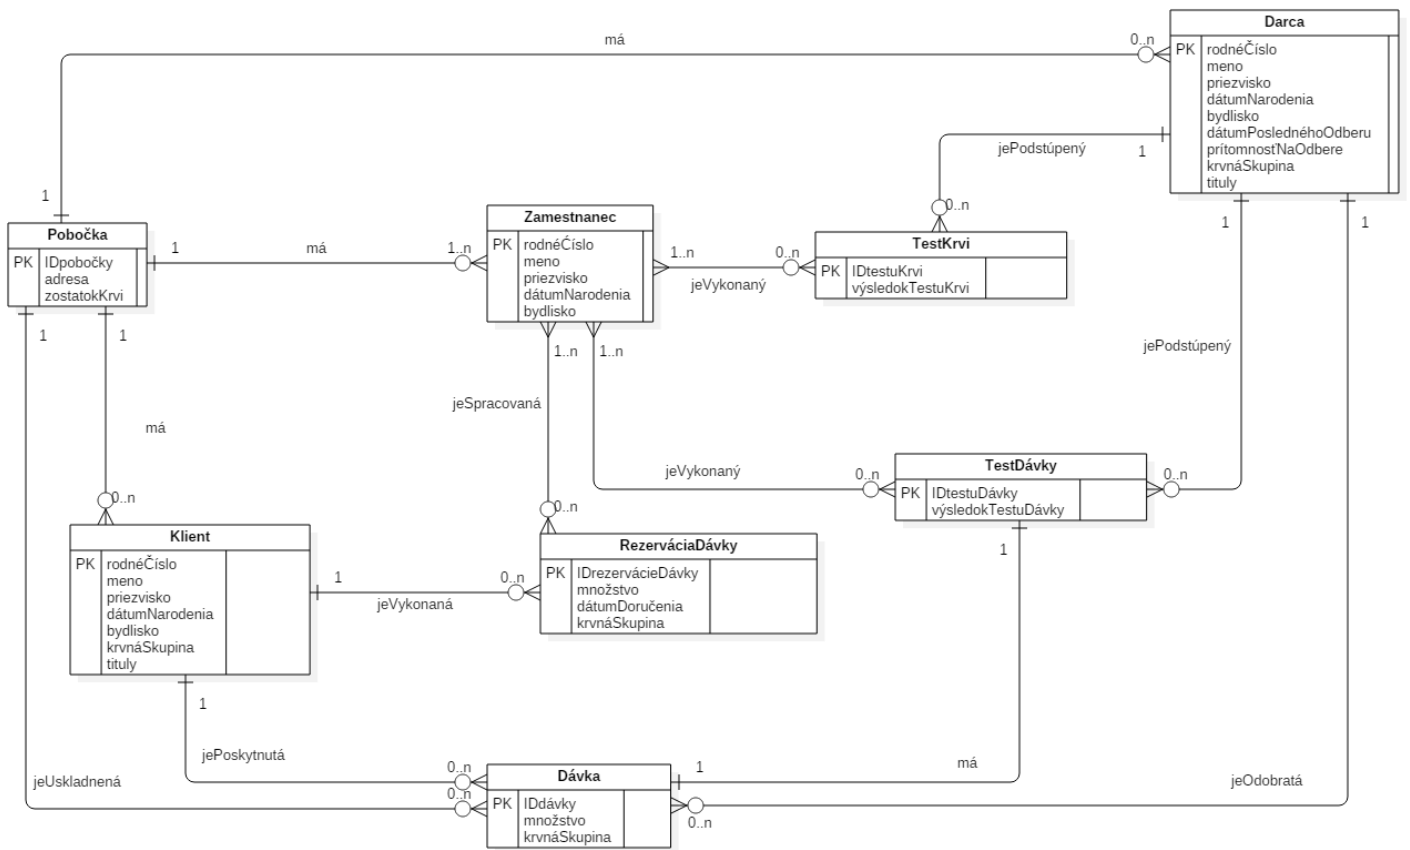 Darca
PK
rodnéČíslo
meno
priezvisko
dátumNarodenia
bydlisko
dátumPoslednéhoOdberu
prítomnosťNaOdbere
krvnáSkupina
tituly
má
0..n
1
jePodstúpený
1
0..n
1
Pobočka
PK
IDpobočky
adresa
zostatokKrvi
1
má
1..n
Zamestnanec
PK
rodnéĆíslo
meno
priezvisko
dátumNarodenia
bydlisko
1..n
jeVykonaný
0..n
TestKrvi
PK
IDtestuKrvi
výsledokTestuKrvi
1
1
1
1
1..n
1..n
jePodstúpený
jeSpracovaná
má
jeVykonaný
0..n
TestDávky
PK
IDtestuDávky
výsledokTestuDávky
0..n
0..n
0..n
Klient
PK
rodnéČíslo
meno
priezvisko
dátumNarodenia
bydlisko
krvnáSkupina
tituly
1
jeVykonaná
0..n
RezerváciaDávky
PK
IDrezervácieDávky
množstvo
dátumDoručenia
krvnáSkupina
1
1
jePoskytnutá
0..n
jeUskladnená
0..n
Dávka
PK
IDdávky
množstvo
krvnáSkupina
1
má
jeOdobratá
0..n